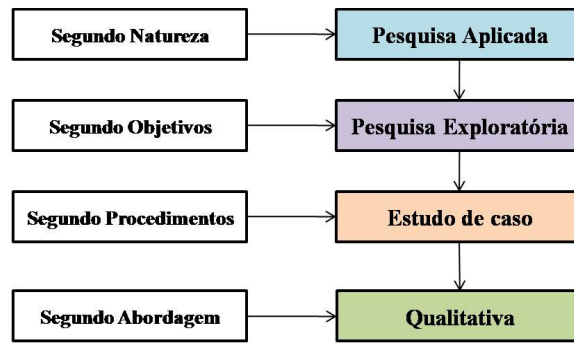 Segundo Natureza
Pesquisa Aplicada
Segundo Objetivos
Pesquisa Exploratória
Segundo Procedimentos
Estudo de caso
Segundo Abordagem
Qualitativa